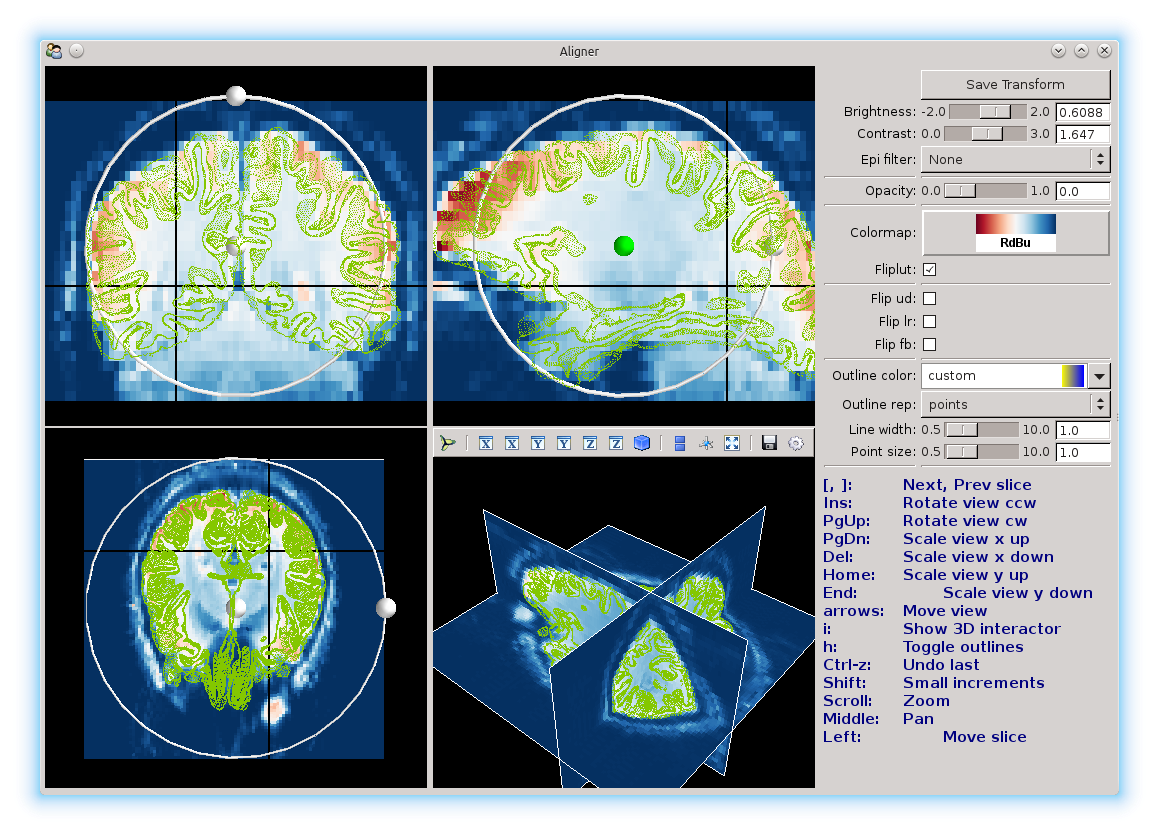 Aligner
Save Transform
Brightness: -2.0 2.0 0.6088
Contrast: 0.0 3.0 1.647
Epi filter: None
Opacity: 0.0 1.0 0.0
Colormap: RdBu
Fliplut:
Flip ud:
Flip lr:
Flip fb:
Outline color: custom
Outline rep: points
Line width: 0.5 10.0 1.0
Point size: 0.5 10.0 1.0
X X Y Y Z Z
[, ]: Next, Prev slice
Ins: Rotate view ccw
PgUp: Rotate view cw
PgDn: Scale view x up
Del: Scale view x down
Home: Scale view y up
End: Scale view y down
arrows: Move view
i: Show 3D interactor
h: Toggle outlines
Ctrl-z: Undo last
Shift: Small increments
Scroll: Zoom
Middle: Pan
Left: Move slice